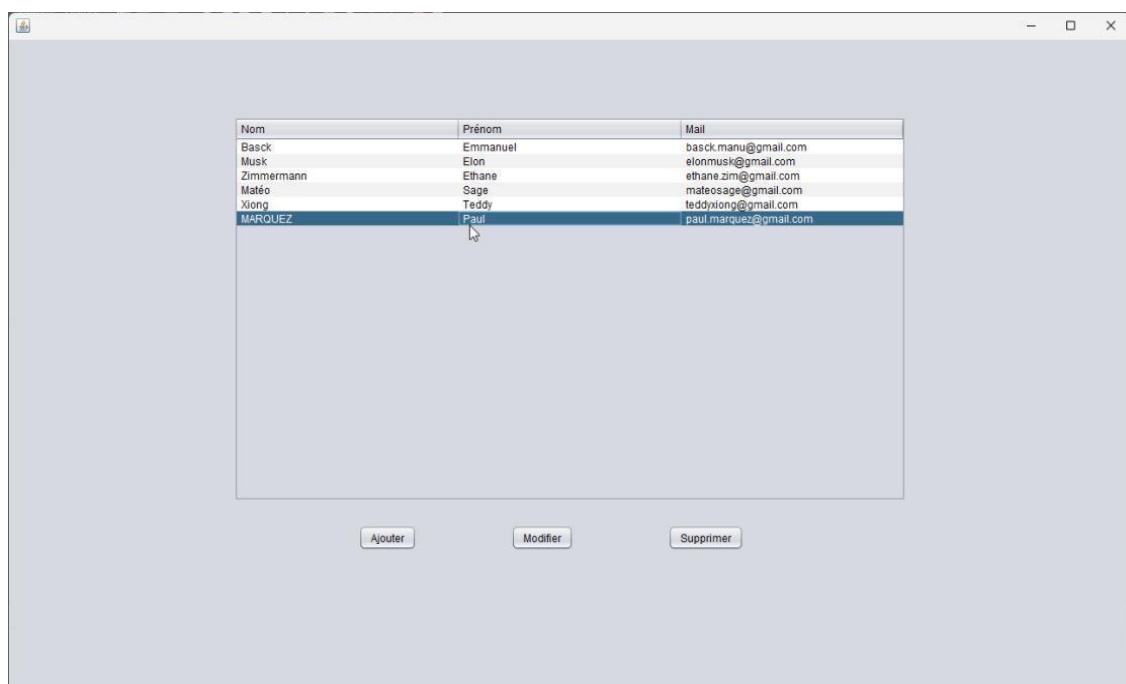 Nom Prénom Mail
Basck Emmanuel basck.manu@gmail.com
Musk Elon elonmusk@gmail.com
Zimmermann Ethane ethane.zim@gmail.com
Matéo Sage mateosage@gmail.com
Xiong Teddy teddyxiong@gmail.com
MARQUEZ Paul paul.marquez@gmail.com
Ajouter Modifier Supprimer